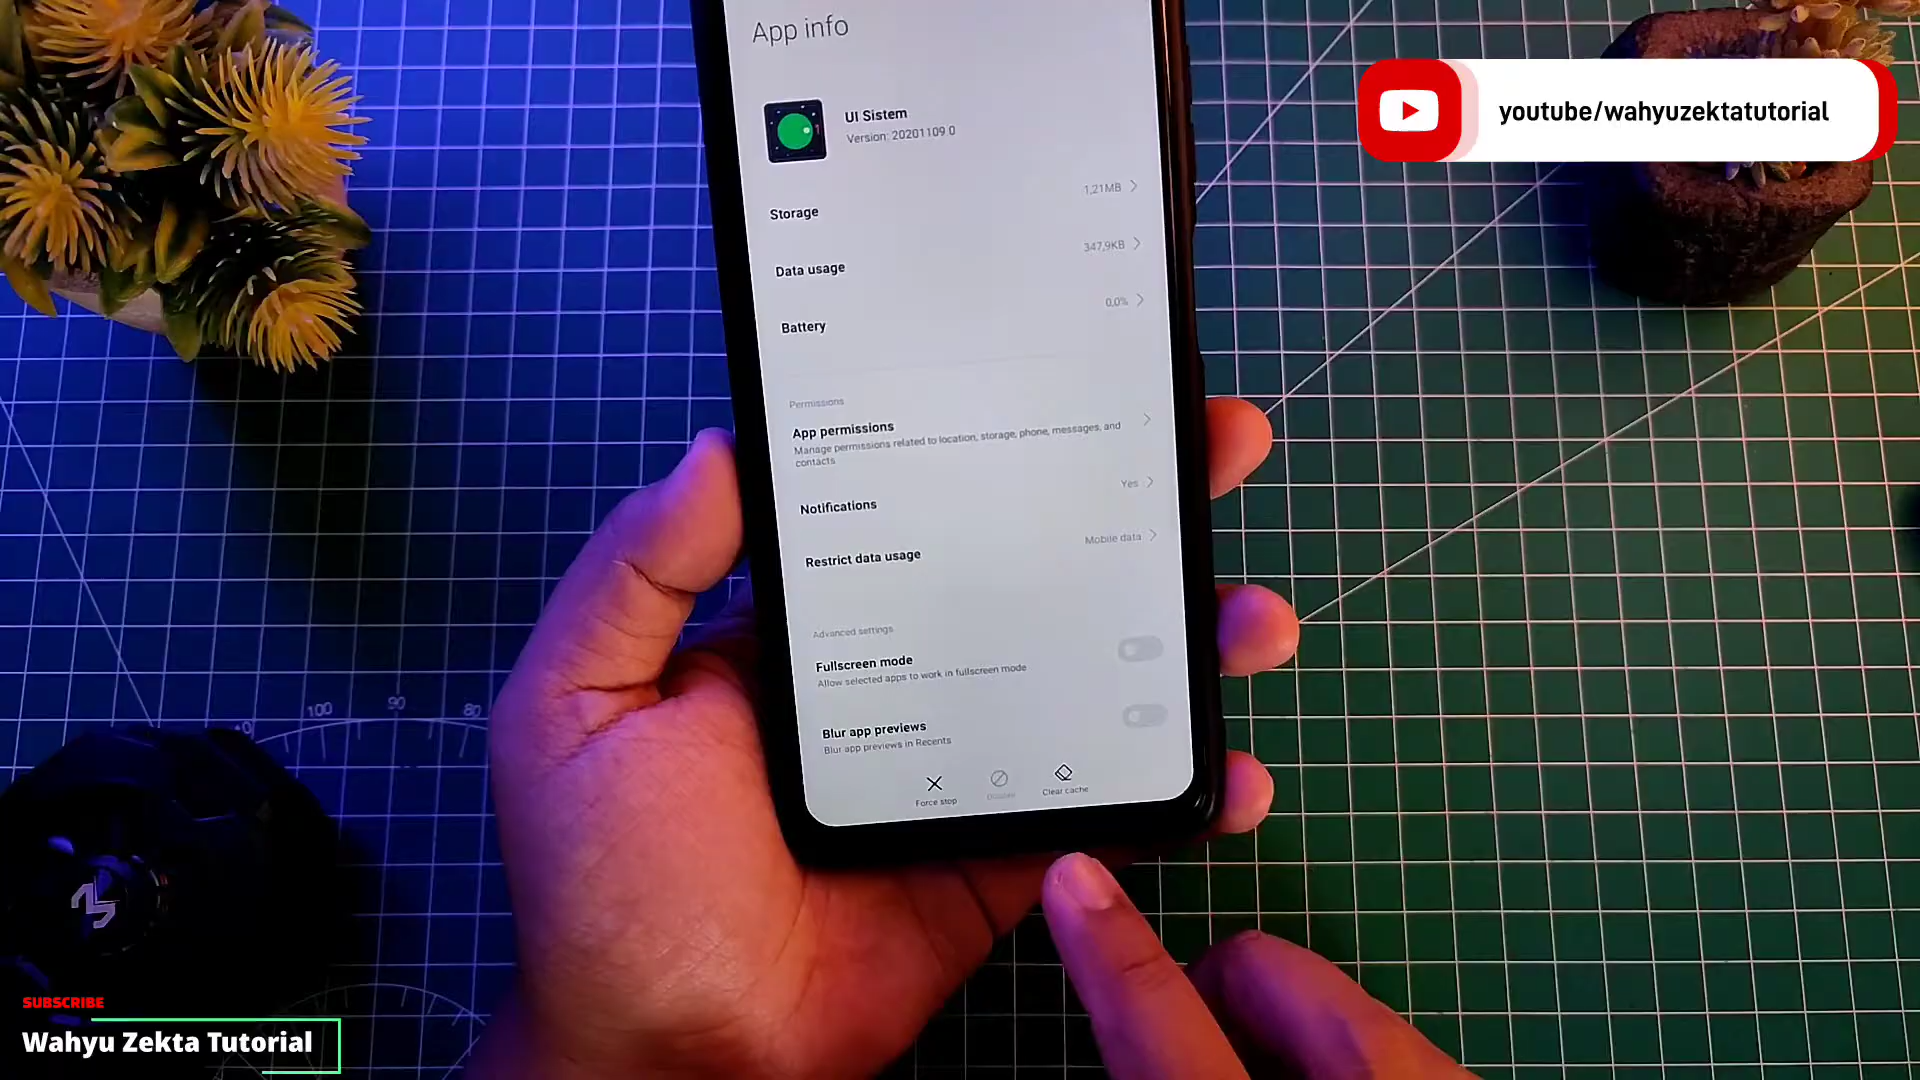 App info
youtube/wahyuzektatutorial
UI Sistem
Version: 20201109.0
Storage
1,21MB
Data usage
347,9KB
Battery
0,0%
Permissions
App permissions
Manage permissions related to location, storage, phone, messages, and
contacts
Notifications
Yes
Restrict data usage
Mobile data
Advanced settings
Fullscreen mode
Allow selected apps to work in fullscreen mode
Blur app previews
Blur app previews in Recents
Force stop
Clear cache
100
90
80
SUBSCRIBE
Wahyu Zekta Tutorial